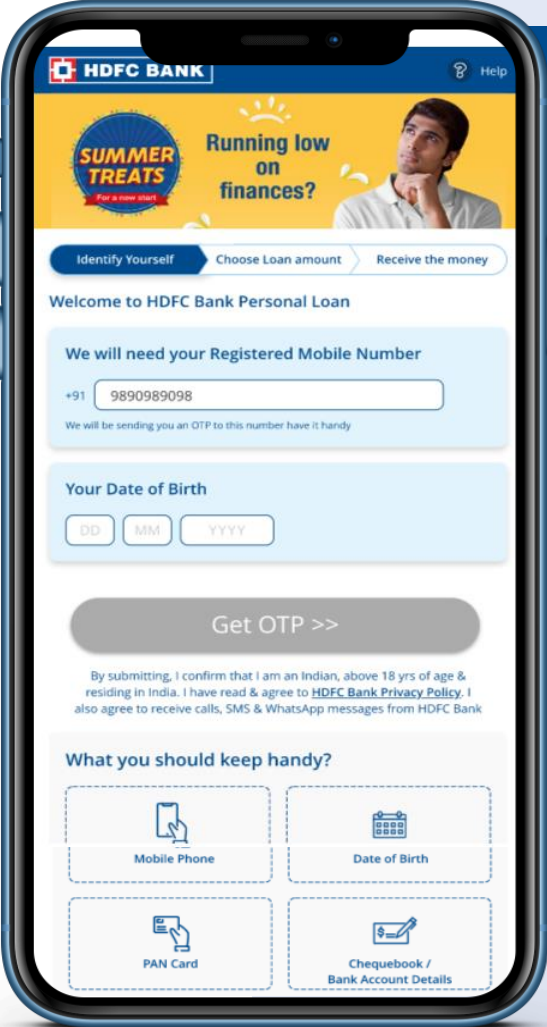 HDFC BANK
Help
SUMMER
TREATS
For a new start
Running low
on
finances?
Identify Yourself
Choose Loan amount
Receive the money
Welcome to HDFC Bank Personal Loan
We will need your Registered Mobile Number
+91 9890989098
We will be sending you an OTP to this number have it handy
Your Date of Birth
DD MM YYYY
Get OTP >>
By submitting, I confirm that I am an Indian, above 18 yrs of age &
residing in India. I have read & agree to HDFC Bank Privacy Policy. I
also agree to receive calls, SMS & WhatsApp messages from HDFC Bank
What you should keep handy?
Mobile Phone
Date of Birth
PAN Card
Chequebook /
Bank Account Details